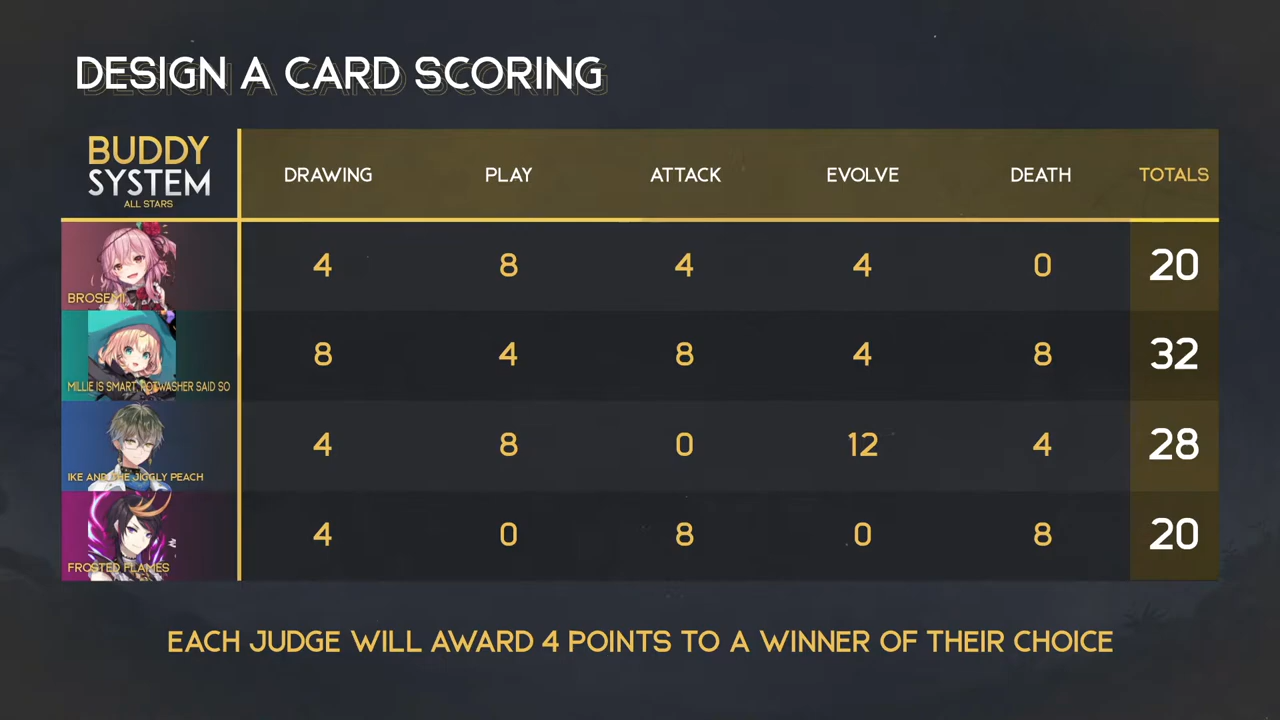 DESIGN A CARD SCORING
BUDDY
SYSTEM
ALL STARS
DRAWING PLAY ATTACK EVOLVE DEATH TOTALS
BROSEMI 4 8 4 4 0 20
MILLIE IS SMART, POTWASHER SAID SO 8 4 8 4 8 32
IKE AND THE JIGGLY PEACH 4 8 0 12 4 28
FROSTED FLAMES 4 0 8 0 8 20
EACH JUDGE WILL AWARD 4 POINTS TO A WINNER OF THEIR CHOICE